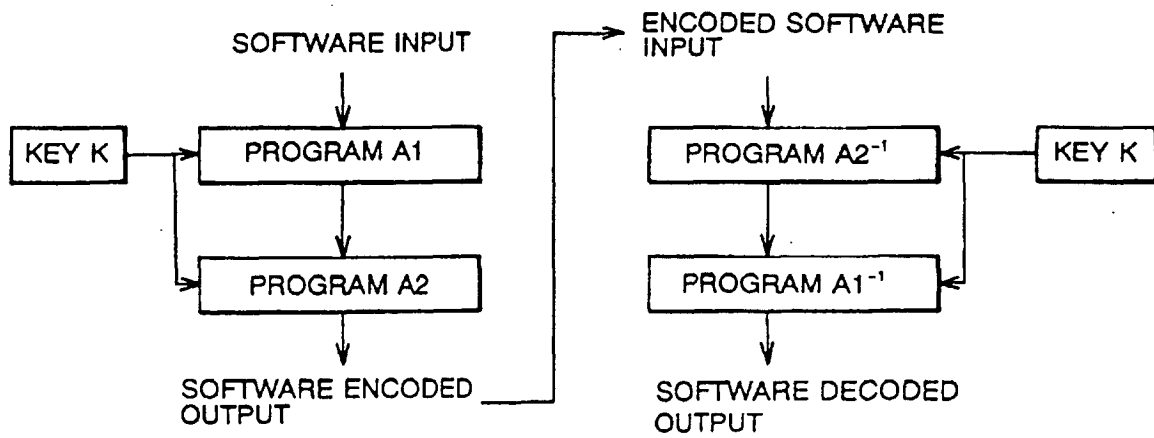 SOFTWARE INPUT
KEY K
PROGRAM A1
PROGRAM A2
SOFTWARE ENCODED
OUTPUT
ENCODED SOFTWARE
INPUT
PROGRAM A2⁻¹
KEY K
PROGRAM A1⁻¹
SOFTWARE DECODED
OUTPUT